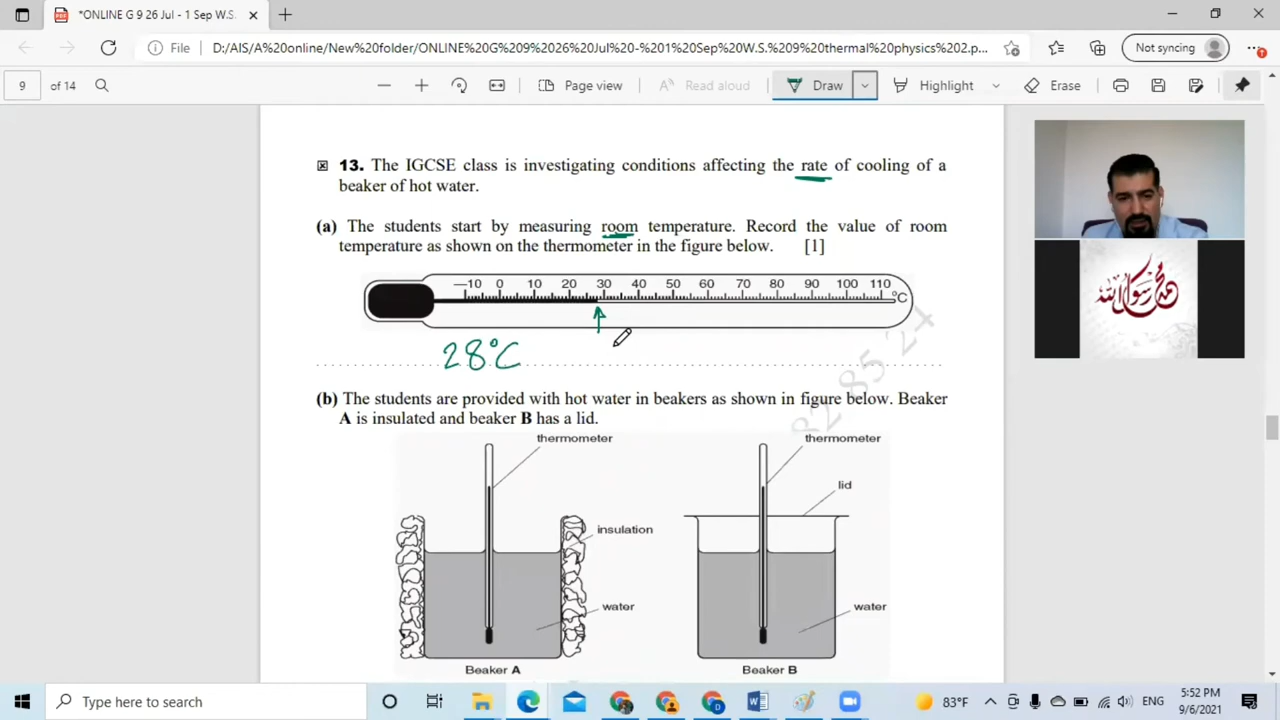 *ONLINE G 9 26 Jul - 1 Sep W.S.
File
D:/AIS/A%20online/New%20folder/ONLINE%20G%209%2026%20Jul%20-%201%20Sep%20W.S.%209%20thermal%20physics%202.p...
Not syncing
9 of 14
Page view
Read aloud
Draw
Highlight
Erase
13. The IGCSE class is investigating conditions affecting the rate of cooling of a
beaker of hot water.
(a) The students start by measuring room temperature. Record the value of room
temperature as shown on the thermometer in the figure below. [1]
—10 0 10 20 30 40 50 60 70 80 90 100 110
°C
28°C
82 85 24
(b) The students are provided with hot water in beakers as shown in figure below. Beaker
A is insulated and beaker B has a lid.
thermometer
thermometer
lid
insulation
water
water
Beaker A
Beaker B
محمد رسول الله
Type here to search
83°F
ENG
5:52 PM
9/6/2021